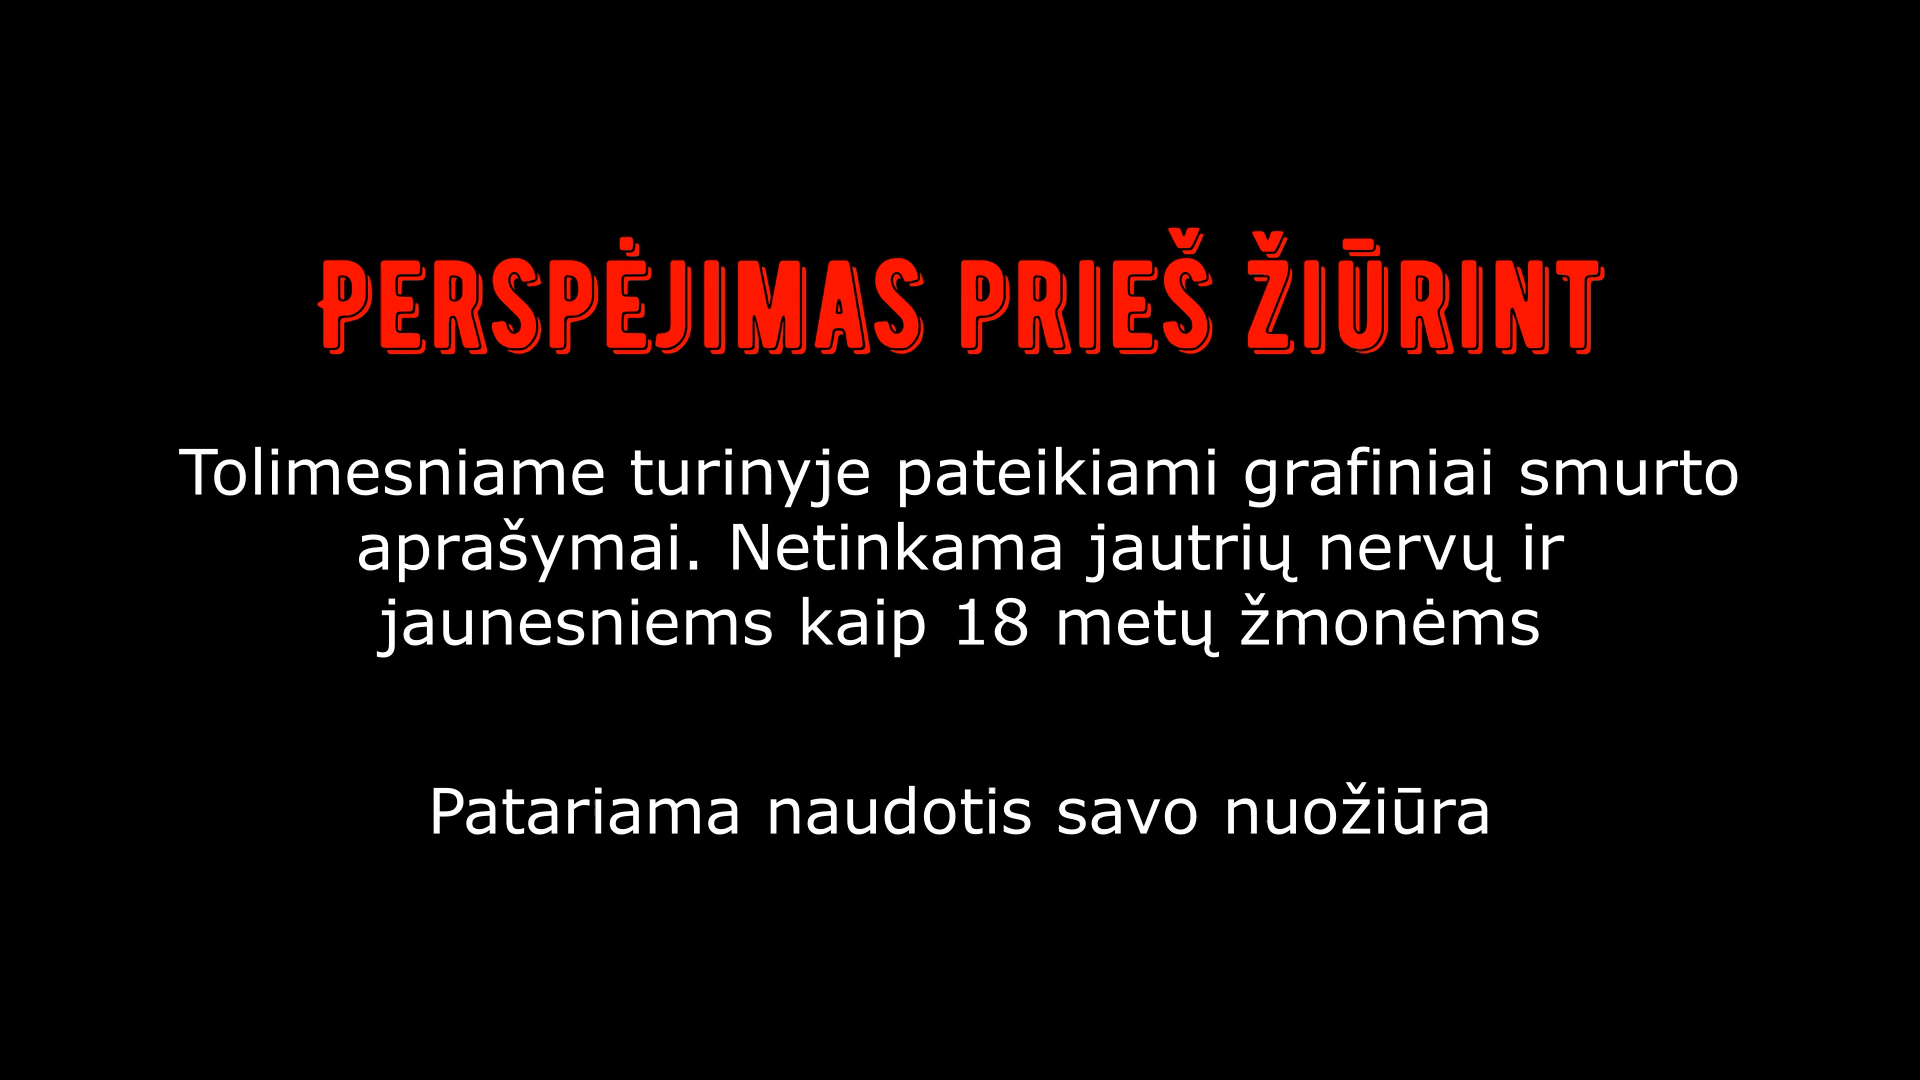 Perspėjimas prieš žiūrint
Tolimesniame turinyje pateikiami grafiniai smurto
aprašymai. Netinkama jautrių nervų ir
jaunesniems kaip 18 metų žmonėms
Patariama naudotis savo nuožiūra